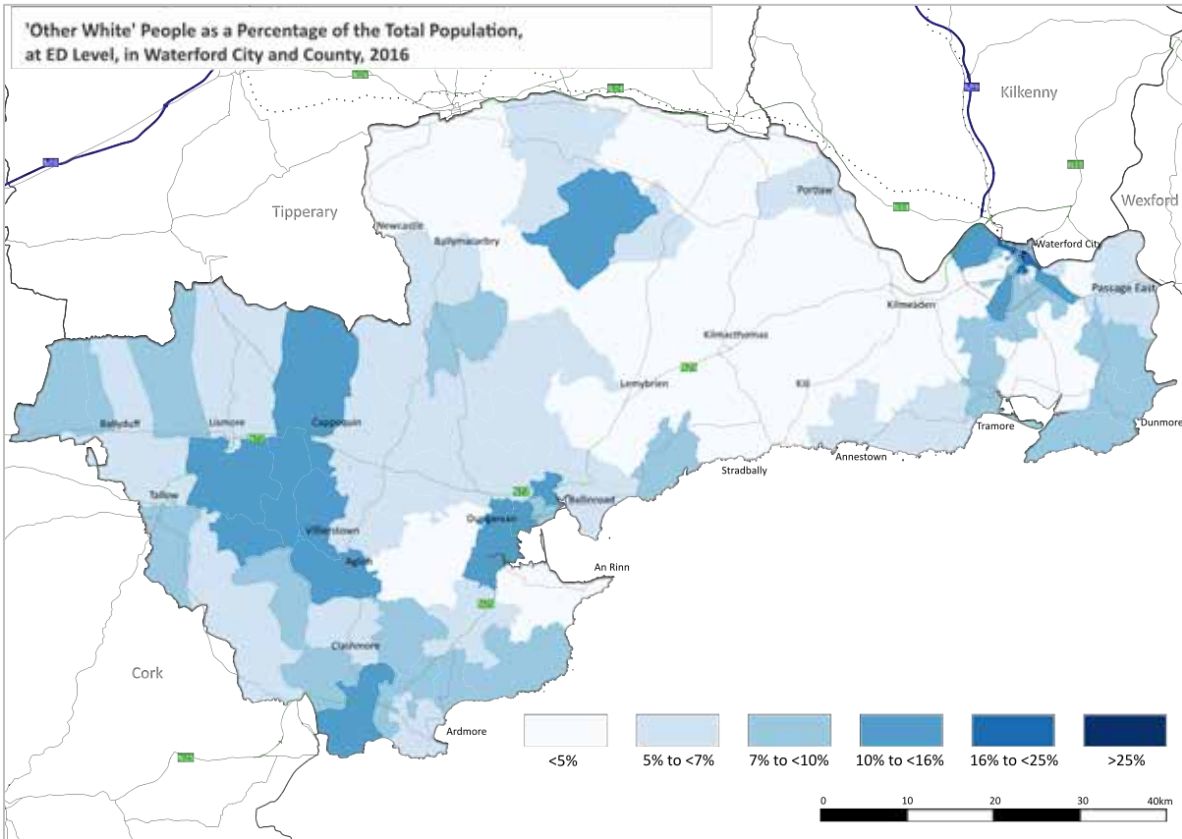 'Other White' People as a Percentage of the Total Population,
at ED Level, in Waterford City and County, 2016
Kilkenny
Wexford
Tipperary
Portlaw
Newcastle
Ballymacarbry
Waterford City
Passage East
Kilmeaden
Kilmacthomas
Lemybrien
Kill
Ballyduff
Lismore
Cappoquin
Tramore
Dunmore
Annestown
Stradbally
Tallow
Ballinroad
Dungarvan
Villierstown
Aglish
An Rinn
Clashmore
Cork
Ardmore
<5%
5% to <7%
7% to <10%
10% to <16%
16% to <25%
>25%
0 10 20 30 40km